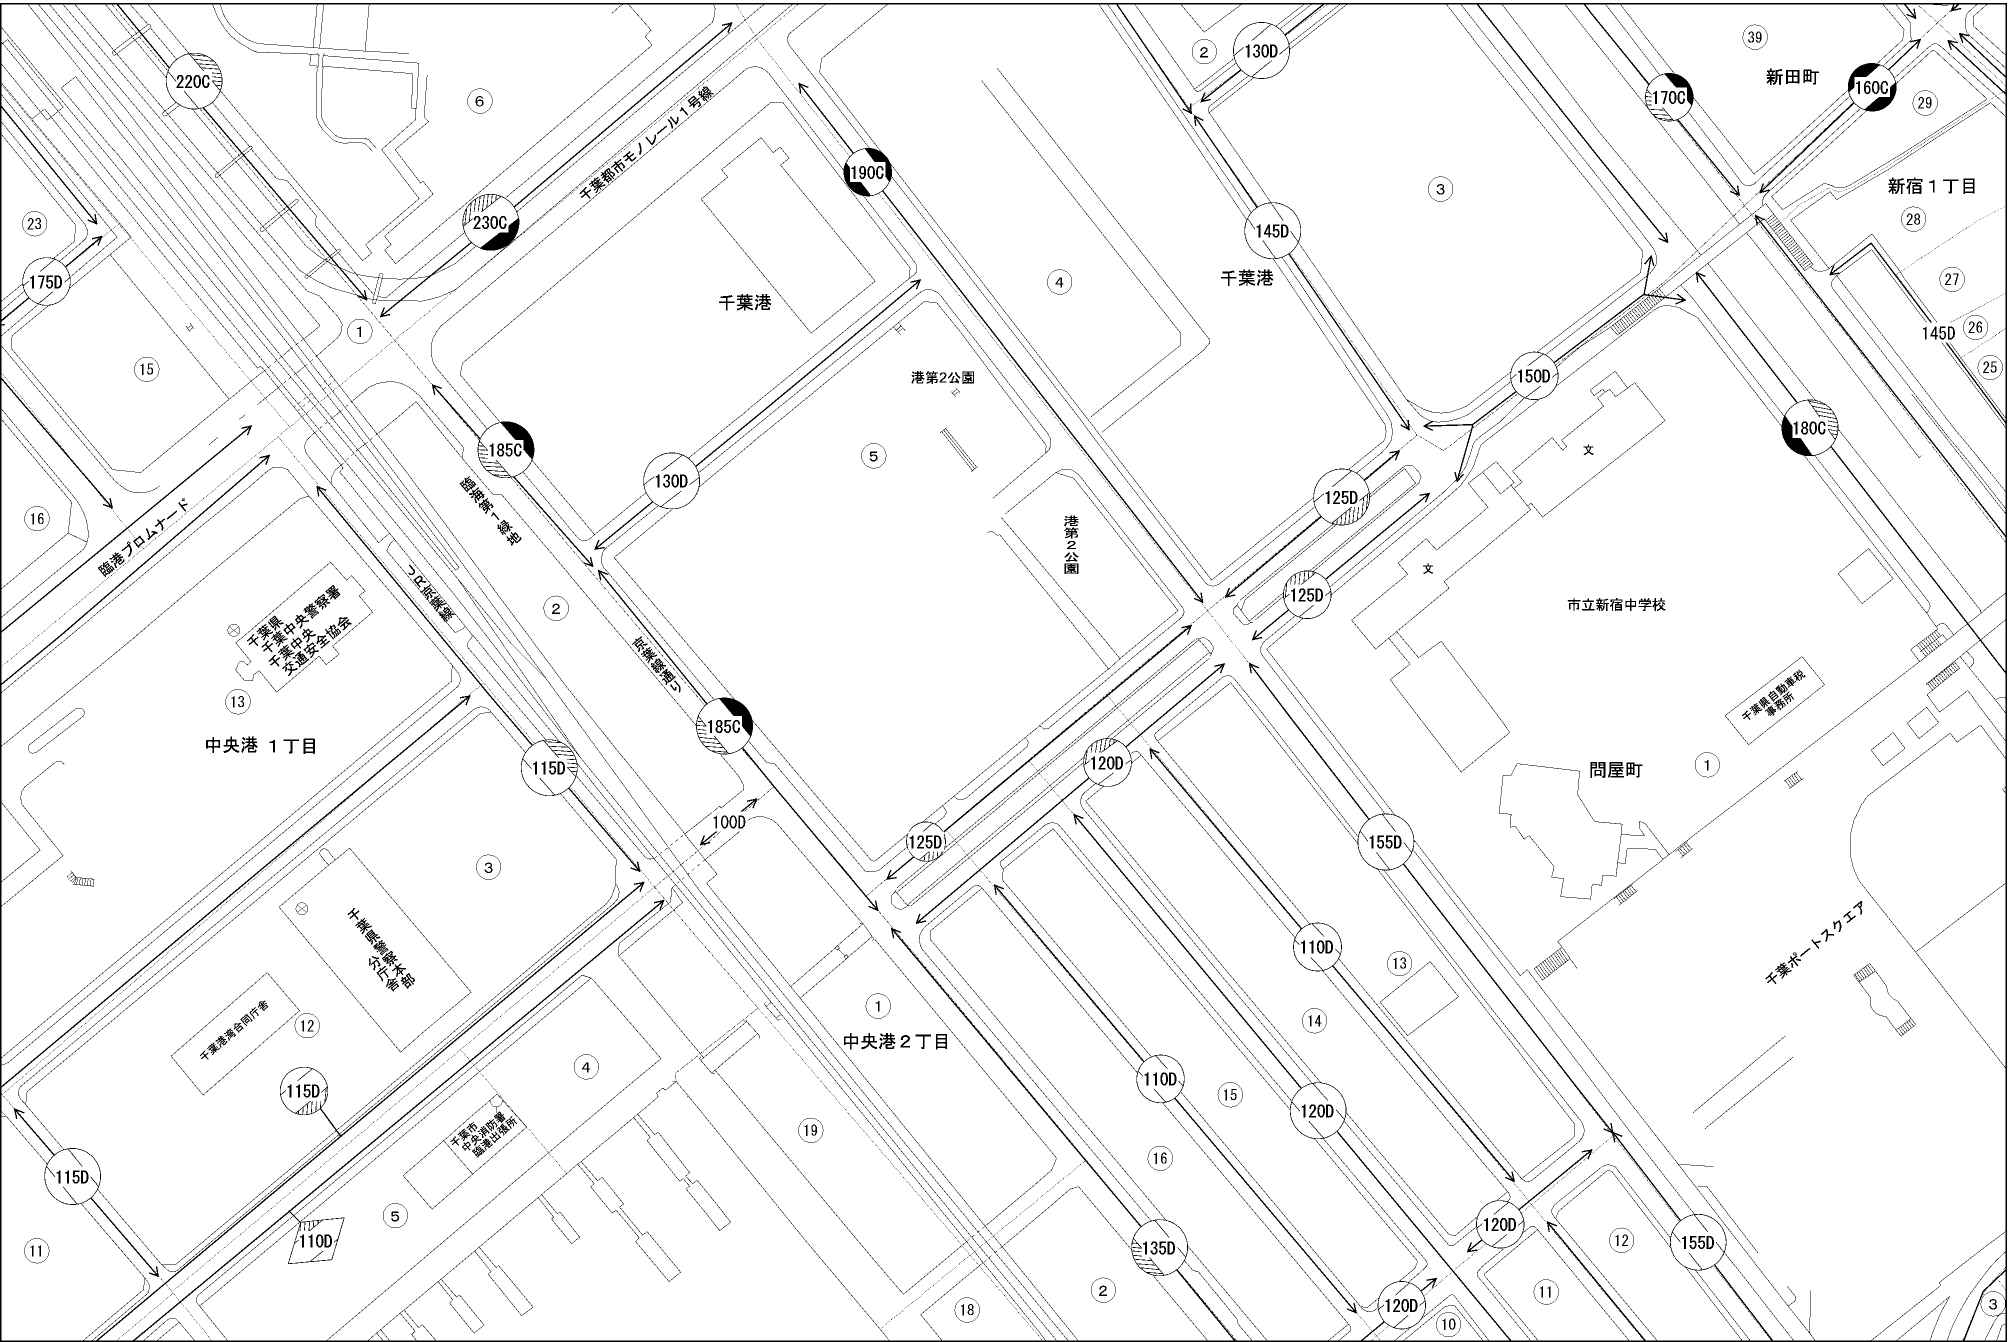 220C
⑥
②
130D
㊴
新田町
170C
160C
㉙
千葉都市モノレール1号線
190C
③
新宿1丁目
㉘
230C
145D
㉓
175D
千葉港
千葉港
④
㉗
①
145D
㉖
⑮
㉕
港第2公園
150D
180C
185C
⑤
文
臨海第1緑地
130D
125D
⑯
臨港プロムナード
港第2公園
文
JR京葉線
125D
市立新宿中学校
千葉県
千葉中央警察署
千葉中央
交通安全協会
②
京葉線通り
⑬
中央港 1丁目
185C
千葉県自動車税
事務所
115D
120D
問屋町
①
100D
125D
155D
③
千葉県警察本部
分庁舎
110D
⑬
千葉ポートスクエア
千葉港湾合同庁舎
⑫
①
中央港2丁目
⑭
④
115D
110D
⑮
120D
千葉市
中央消防署
臨港出張所
⑲
⑯
115D
⑤
110D
⑪
135D
120D
⑫
155D
②
⑱
120D
⑪
⑩
③